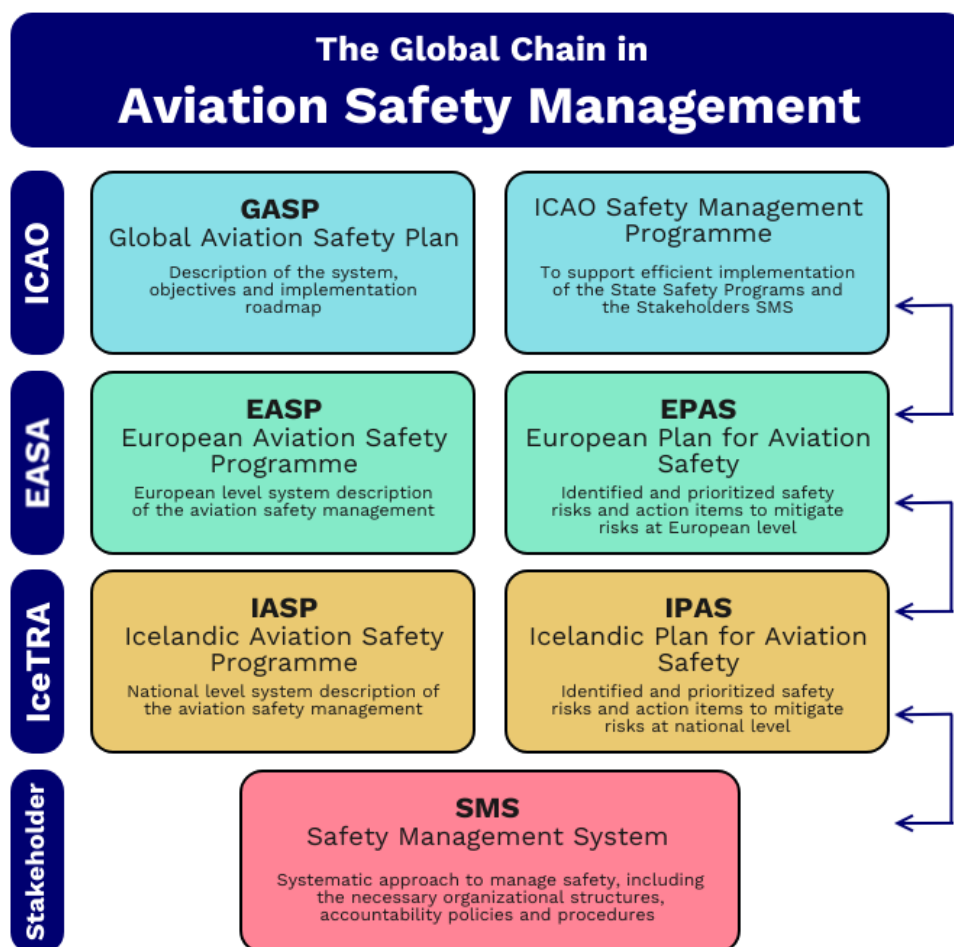 The Global Chain in
Aviation Safety Management
ICAO
GASP
Global Aviation Safety Plan
Description of the system,
objectives and implementation
roadmap
ICAO Safety Management
Programme
To support efficient implementation
of the State Safety Programs and
the Stakeholders SMS
EASA
EASP
European Aviation Safety
Programme
European level system description
of the aviation safety management
EPAS
European Plan for Aviation
Safety
Identified and prioritized safety
risks and action items to mitigate
risks at European level
IceTRA
IASP
Icelandic Aviation Safety
Programme
National level system description of
the aviation safety management
IPAS
Icelandic Plan for Aviation
Safety
Identified and prioritized safety
risks and action items to mitigate
risks at national level
Stakeholder
SMS
Safety Management System
Systematic approach to manage safety, including
the necessary organizational structures,
accountability policies and procedures